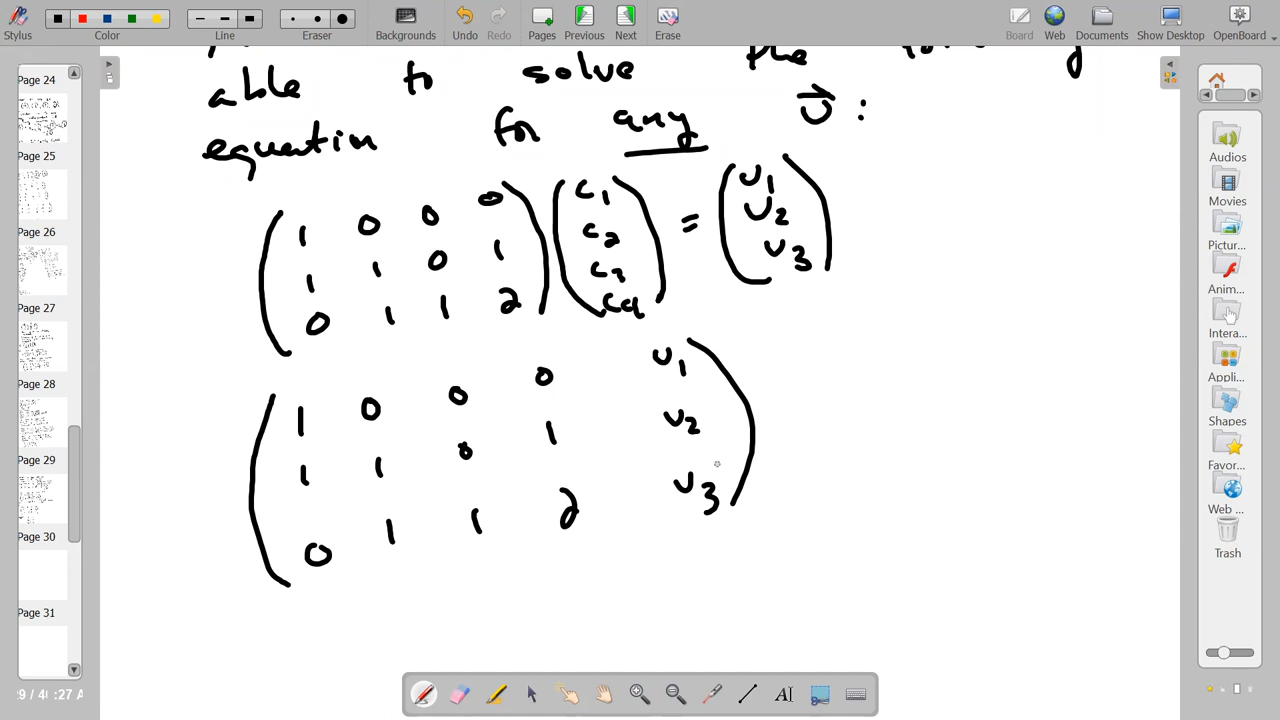 Stylus Color Line Eraser Backgrounds Undo Redo Pages Previous Next Erase Board Web Documents Show Desktop OpenBoard
able to solve the
equatin for any v :
( 1 0 0 0 ) ( c1 ) = ( v1 )
( 1 1 0 1 ) ( c2 ) ( v2 )
( 0 1 1 2 ) ( c3 ) ( v3 )
( c4 )
( 1 0 0 0 v1 )
( 1 1 0 1 v2 )
( 0 1 1 2 v3 )
Page 24
Page 25
Page 26
Page 27
Page 28
Page 30
Page 31
Audios
Movies
Pictur...
Anim...
Intera...
Appli...
Shapes
Favor...
Web ...
Trash